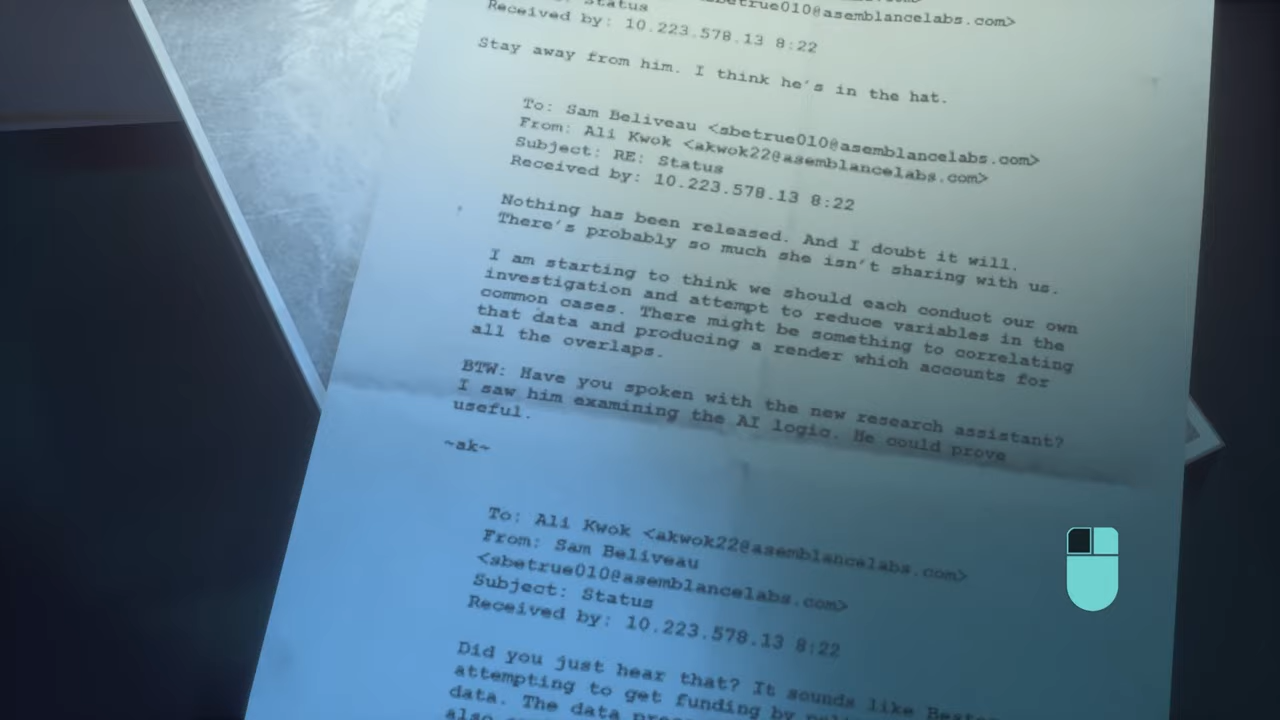 Status
<sbetrue010@asemblancelabs.com>
Received by: 10.223.578.13 8:22
Stay away from him. I think he's in the hat.
To: Sam Beliveau <sbetrue010@asemblancelabs.com>
From: Ali Kwok <akwok22@asemblancelabs.com>
Subject: RE: Status
Received by: 10.223.578.13 8:22
Nothing has been released. And I doubt it will.
There's probably so much she isn't sharing with us.
I am starting to think we should each conduct our own
investigation and attempt to reduce variables in the
common cases. There might be something to correlating
that data and producing a render which accounts for
all the overlaps.
BTW: Have you spoken with the new research assistant?
I saw him examining the AI logic. He could prove
useful.
~ak~
To: Ali Kwok <akwok22@asemblancelabs.com>
From: Sam Beliveau
<sbetrue010@asemblancelabs.com>
Subject: Status
Received by: 10.223.578.13 8:22
Did you just hear that? It sounds like
attempting to get funding by
data. The data
also